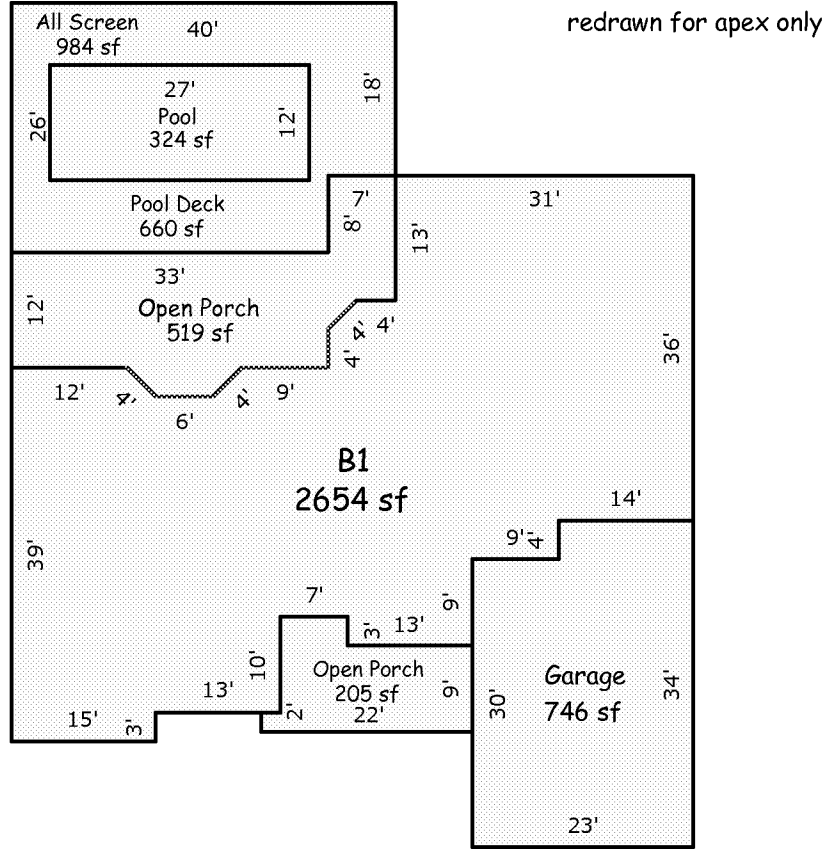 All Screen
984 sf
40'
redrawn for apex only
18'
27'
Pool
324 sf
12'
26'
Pool Deck
660 sf
7'
8'
31'
13'
33'
12'
Open Porch
519 sf
4'
4'
4'
36'
12'
4'
6'
4'
9'
B1
2654 sf
14'
9'
4'
39'
7'
9'
3'
13'
10'
Open Porch
205 sf
9'
22'
13'
2'
15'
3'
30'
Garage
746 sf
34'
23'